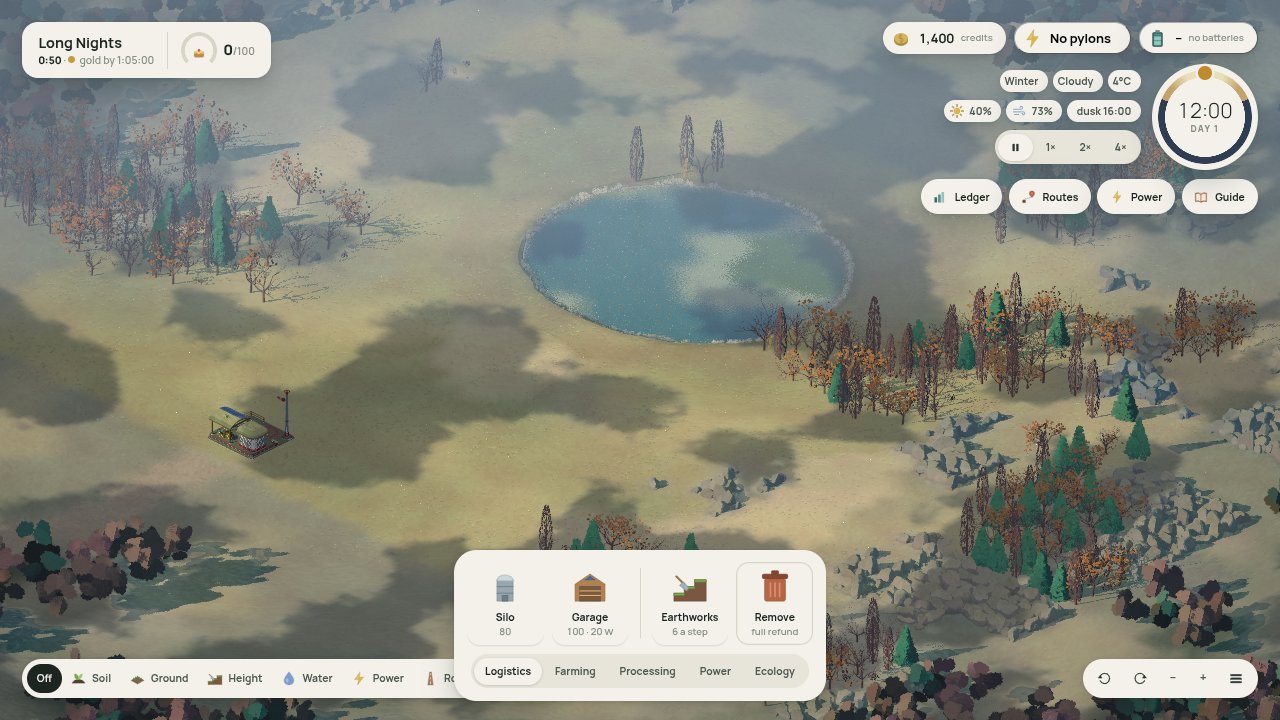 Long Nights
0:50 · gold by 1:05:00
0/100
1,400 credits
No pylons
– no batteries
Winter
Cloudy
4°C
40%
73%
dusk 16:00
12:00
DAY 1
1×
2×
4×
Ledger
Routes
Power
Guide
Silo
80
Garage
100 · 20 W
Earthworks
6 a step
Remove
full refund
Logistics
Farming
Processing
Power
Ecology
Off
Soil
Ground
Height
Water
Power
− +